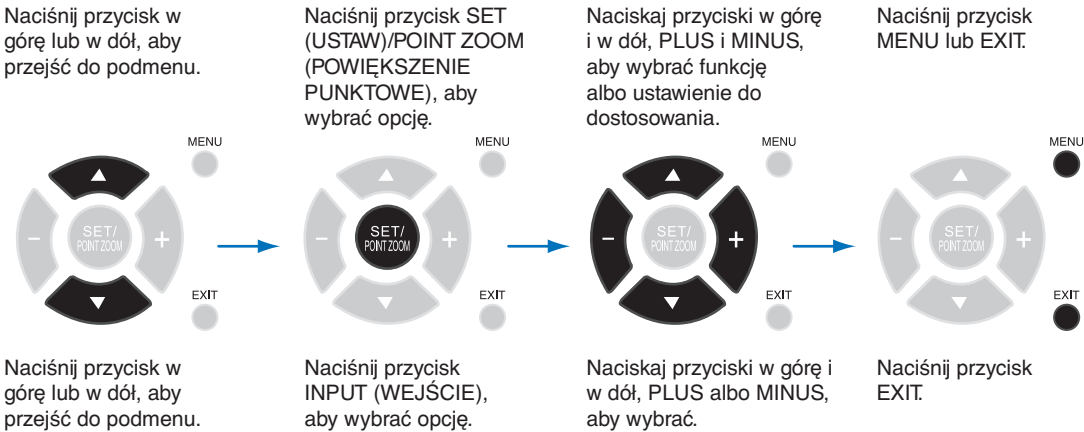 Naciśnij przycisk w
górę lub w dół, aby
przejść do podmenu.
Naciśnij przycisk SET
(USTAW)/POINT ZOOM
(POWIĘKSZENIE
PUNKTOWE), aby
wybrać opcję.
Naciskaj przyciski w górę
i w dół, PLUS i MINUS,
aby wybrać funkcję
albo ustawienie do
dostosowania.
Naciśnij przycisk
MENU lub EXIT.
MENU
SET/
POINT ZOOM
EXIT
MENU
SET/
POINT ZOOM
EXIT
MENU
SET/
POINT ZOOM
EXIT
MENU
SET/
POINT ZOOM
EXIT
Naciśnij przycisk w
górę lub w dół, aby
przejść do podmenu.
Naciśnij przycisk
INPUT (WEJŚCIE),
aby wybrać opcję.
Naciskaj przyciski w górę i
w dół, PLUS albo MINUS,
aby wybrać.
Naciśnij przycisk
EXIT.